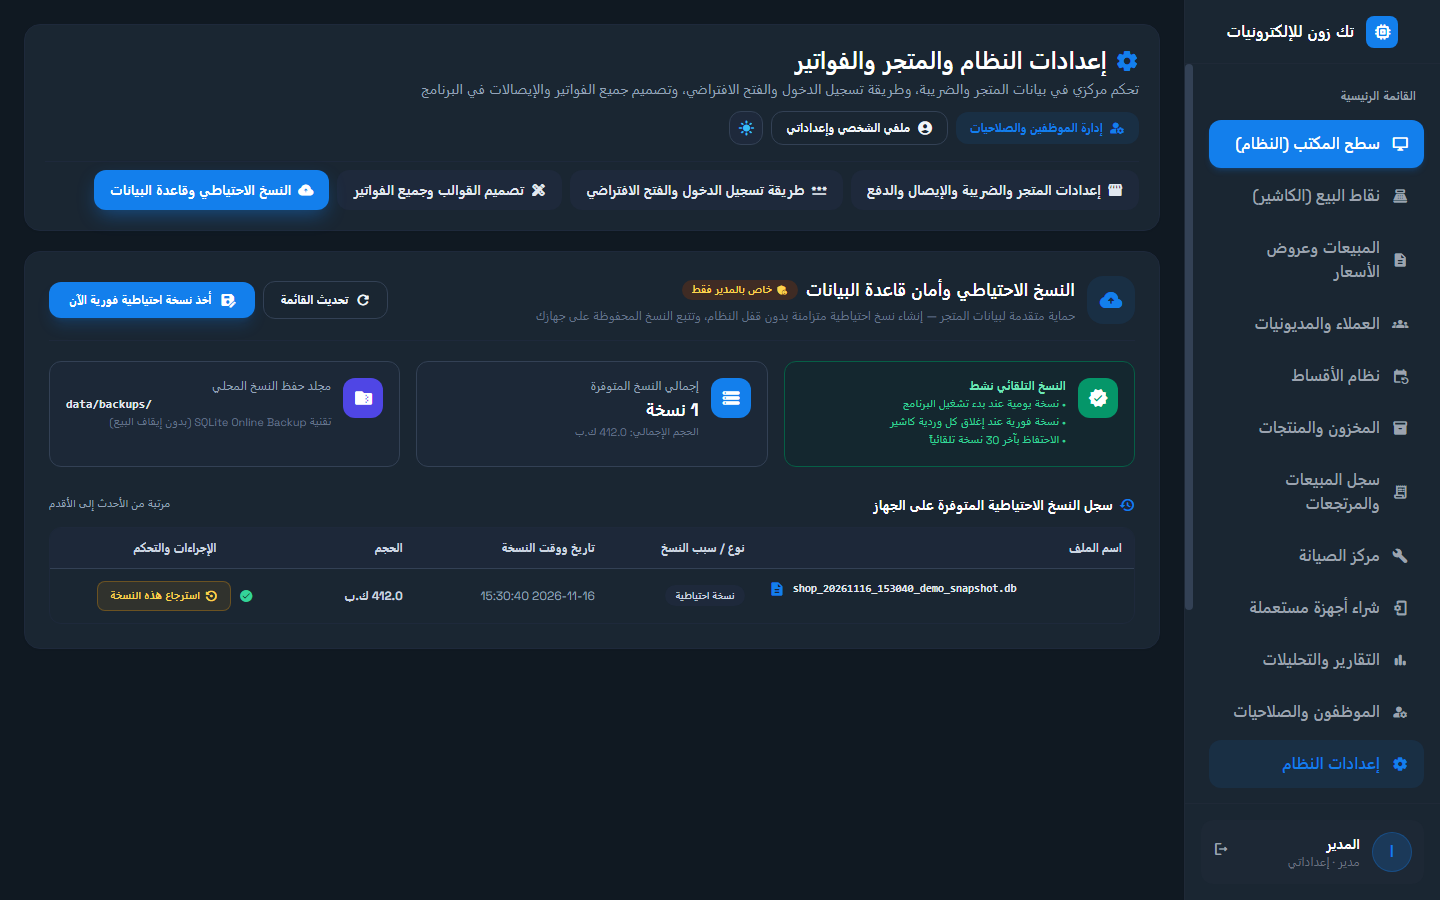 تك زون للإلكترونيات
القائمة الرئيسية
سطح المكتب (النظام)
نقاط البيع (الكاشير)
المبيعات وعروض
الأسعار
العملاء والمديونيات
نظام الأقساط
المخزون والمنتجات
سجل المبيعات
والمرتجعات
مركز الصيانة
شراء أجهزة مستعملة
التقارير والتحليلات
الموظفون والصلاحيات
إعدادات النظام
ا
المدير
مدير · إعداداتي
إعدادات النظام والمتجر والفواتير
تحكم مركزي في بيانات المتجر والضريبة، وطريقة تسجيل الدخول والفتح الافتراضي، وتصميم جميع الفواتير والإيصالات في البرنامج
إدارة الموظفين والصلاحيات
ملفي الشخصي وإعداداتي
إعدادات المتجر والضريبة والإيصال والدفع
طريقة تسجيل الدخول والفتح الافتراضي
تصميم القوالب وجميع الفواتير
النسخ الاحتياطي وقاعدة البيانات
النسخ الاحتياطي وأمان قاعدة البيانات
خاص بالمدير فقط
حماية متقدمة لبيانات المتجر — إنشاء نسخ احتياطية متزامنة بدون قفل النظام، وتتبع النسخ المحفوظة على جهازك
تحديث القائمة
أخذ نسخة احتياطية فورية الآن
النسخ التلقائي نشط
• نسخة يومية عند بدء تشغيل البرنامج
• نسخة فورية عند إغلاق كل وردية كاشير
• الاحتفاظ بآخر 30 نسخة تلقائياً
إجمالي النسخ المتوفرة
1 نسخة
الحجم الإجمالي: 412.0 ك.ب
مجلد حفظ النسخ المحلي
data/backups/
تقنية SQLite Online Backup (بدون إيقاف البيع)
سجل النسخ الاحتياطية المتوفرة على الجهاز
مرتبة من الأحدث إلى الأقدم
اسم الملف
نوع / سبب النسخ
تاريخ ووقت النسخة
الحجم
الإجراءات والتحكم
shop_20261116_153040_demo_snapshot.db
نسخة احتياطية
2026-11-16 15:30:40
412.0 ك.ب
استرجاع هذه النسخة